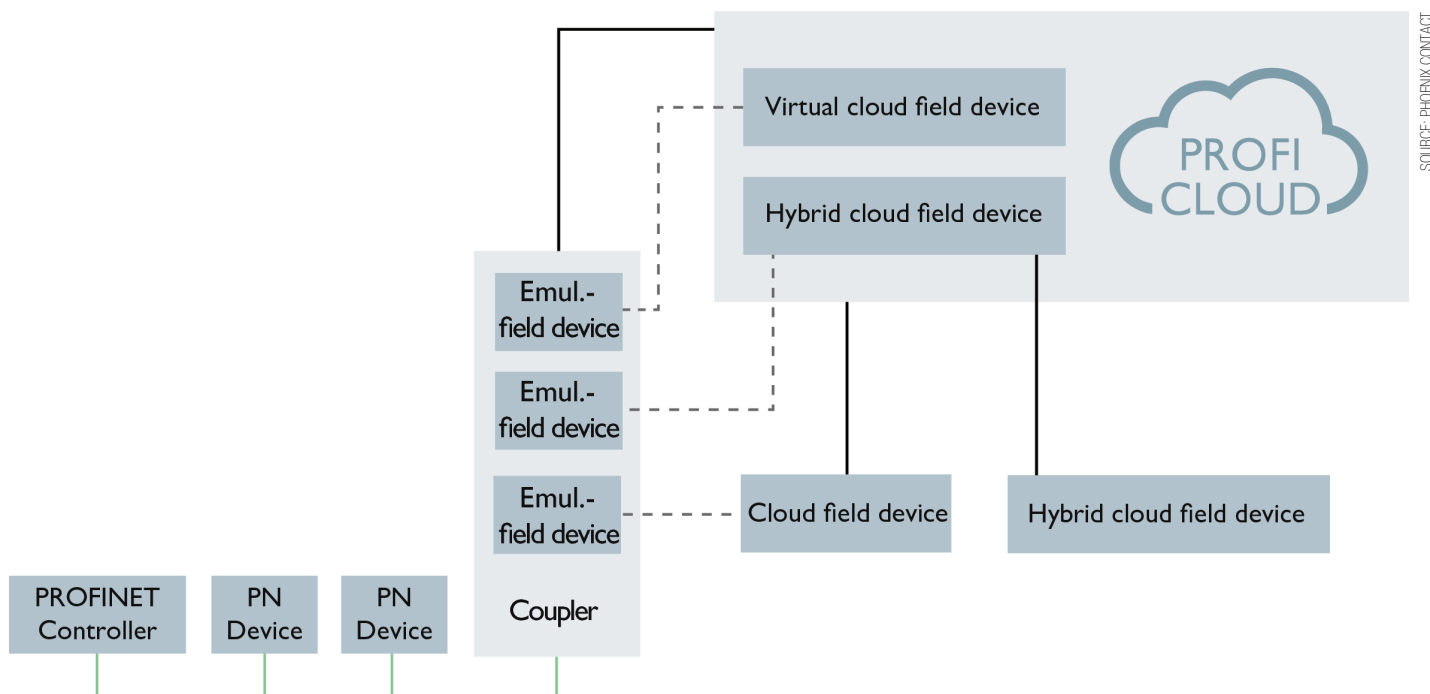 SOURCE: PHOENIX CONTACT
Virtual cloud field device
PROFI
CLOUD
Hybrid cloud field device
Emul.-
field device
Emul.-
field device
Emul.-
field device
Cloud field device
Hybrid cloud field device
PROFINET
Controller
PN
Device
PN
Device
Coupler